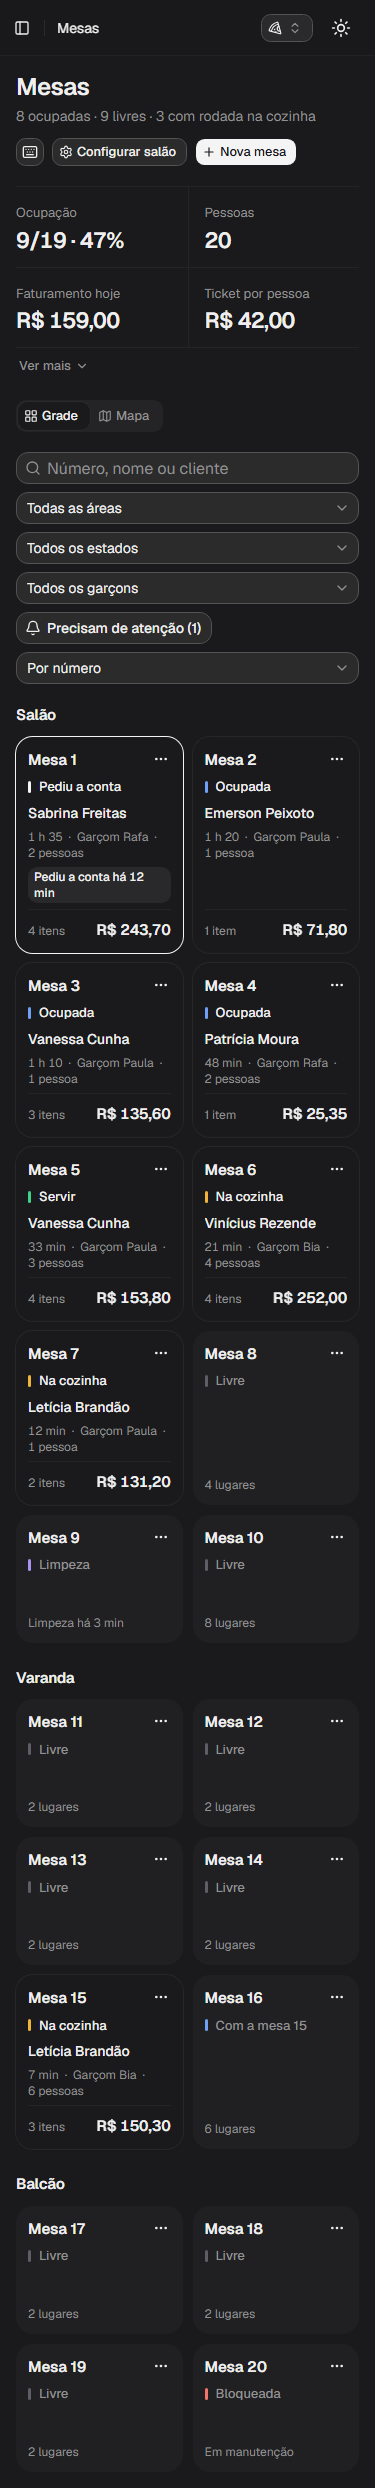 Mesas
Mesas
8 ocupadas · 9 livres · 3 com rodada na cozinha
Configurar salão
Nova mesa
Ocupação
9/19 · 47%
Pessoas
20
Faturamento hoje
R$ 159,00
Ticket por pessoa
R$ 42,00
Ver mais
Grade
Mapa
Número, nome ou cliente
Todas as áreas
Todos os estados
Todos os garçons
Precisam de atenção (1)
Por número
Salão
Mesa 1
Pediu a conta
Sabrina Freitas
1 h 35 · Garçom Rafa ·
2 pessoas
Pediu a conta há 12
min
4 itens
R$ 243,70
Mesa 2
Ocupada
Emerson Peixoto
1 h 20 · Garçom Paula ·
1 pessoa
1 item
R$ 71,80
Mesa 3
Ocupada
Vanessa Cunha
1 h 10 · Garçom Paula ·
1 pessoa
3 itens
R$ 135,60
Mesa 4
Ocupada
Patrícia Moura
48 min · Garçom Rafa ·
2 pessoas
1 item
R$ 25,35
Mesa 5
Servir
Vanessa Cunha
33 min · Garçom Paula ·
3 pessoas
4 itens
R$ 153,80
Mesa 6
Na cozinha
Vinícius Rezende
21 min · Garçom Bia ·
4 pessoas
4 itens
R$ 252,00
Mesa 7
Na cozinha
Letícia Brandão
12 min · Garçom Paula ·
1 pessoa
2 itens
R$ 131,20
Mesa 8
Livre
4 lugares
Mesa 9
Limpeza
Limpeza há 3 min
Mesa 10
Livre
8 lugares
Varanda
Mesa 11
Livre
2 lugares
Mesa 12
Livre
2 lugares
Mesa 13
Livre
2 lugares
Mesa 14
Livre
2 lugares
Mesa 15
Na cozinha
Letícia Brandão
7 min · Garçom Bia ·
6 pessoas
3 itens
R$ 150,30
Mesa 16
Com a mesa 15
6 lugares
Balcão
Mesa 17
Livre
2 lugares
Mesa 18
Livre
2 lugares
Mesa 19
Livre
2 lugares
Mesa 20
Bloqueada
Em manutenção